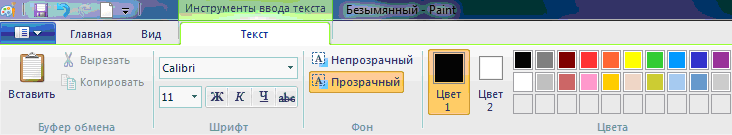 Инструменты ввода текста Безымянный - Paint
Главная Вид Текст
Вставить
Вырезать
Копировать
Буфер обмена
Calibri
11 Ж К Ч abc
Шрифт
Непрозрачный
Прозрачный
Фон
Цвет 1
Цвет 2
Цвета